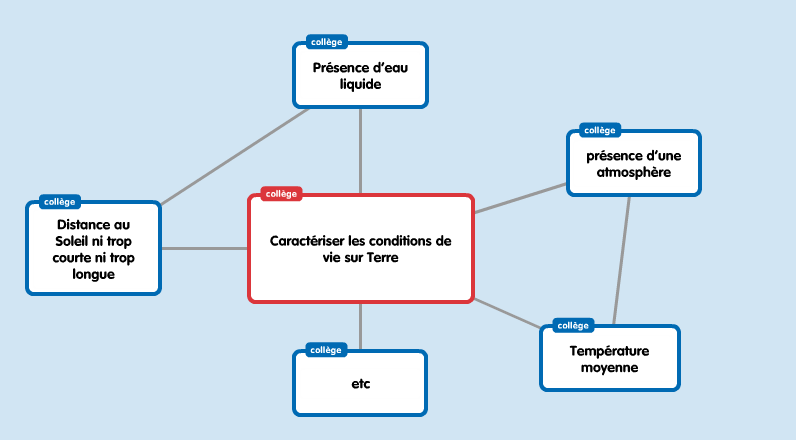 collège
Présence d'eau
liquide
collège
présence d'une
atmosphère
collège
Distance au
Soleil ni trop
courte ni trop
longue
collège
Caractériser les conditions de
vie sur Terre
collège
Température
moyenne
collège
etc